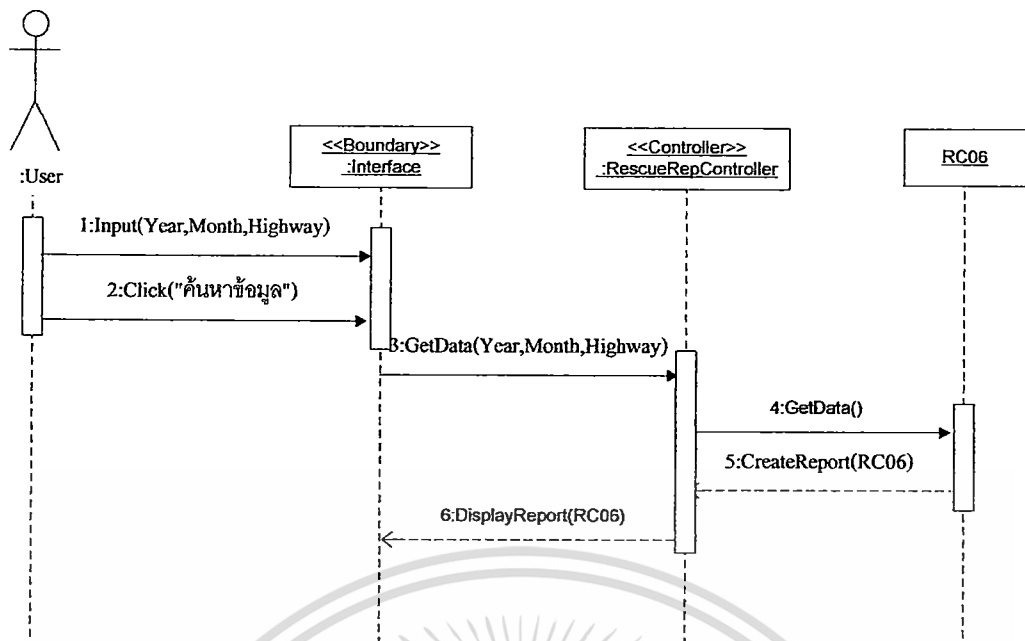 :User
<<Boundary>>
:Interface
<<Controller>>
:RescueRepController
RC06
1:Input(Year,Month,Highway)
2:Click("ค้นหาข้อมูล")
3:GetData(Year,Month,Highway)
4:GetData()
5:CreateReport(RC06)
6:DisplayReport(RC06)